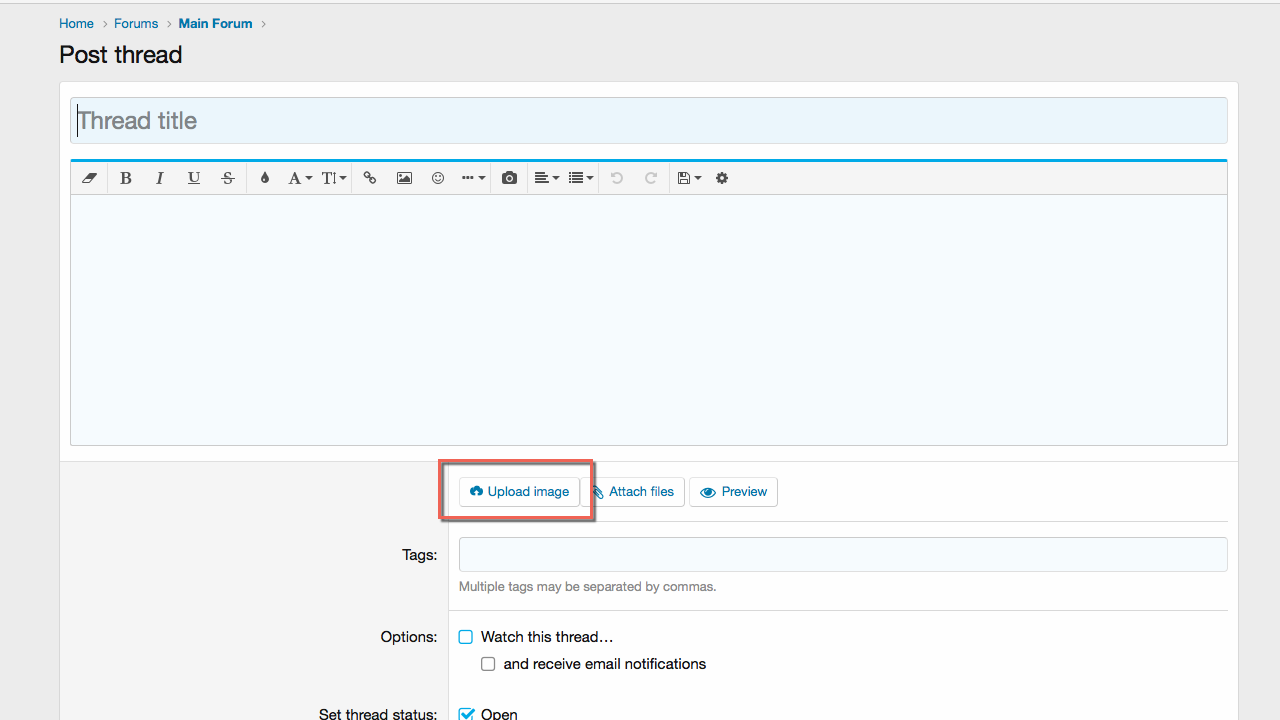 Home > Forums > Main Forum >
Post thread
Thread title
B I U S A T
Upload image Attach files Preview
Tags:
Multiple tags may be separated by commas.
Options: Watch this thread…
and receive email notifications
Set thread status: Open